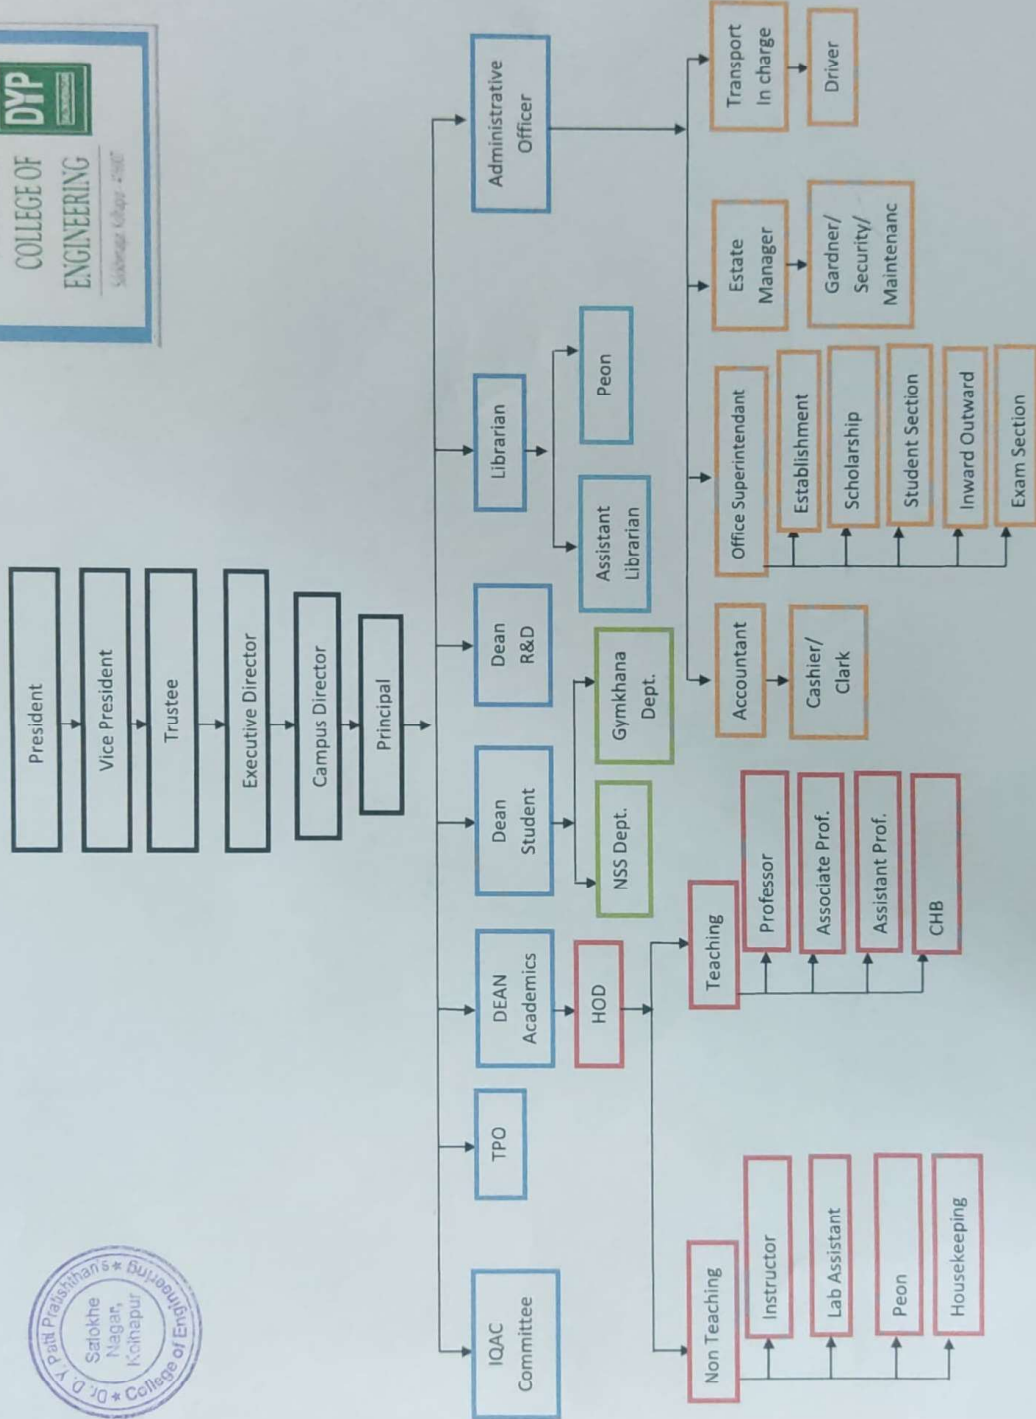 COLLEGE OF
ENGINEERING
DYP
Dr. D. Y. Patil Pratishthan's
College of Engineering
Salokhe
Nagar,
Kolhapur
President
Vice President
Trustee
Executive Director
Campus Director
Principal
IQAC
Committee
TPO
DEAN
Academics
Dean
Student
Dean
R&D
Librarian
Administrative
Officer
HOD
NSS Dept.
Gymkhana
Dept.
Assistant
Librarian
Peon
Non Teaching
Instructor
Lab Assistant
Peon
Housekeeping
Teaching
Professor
Associate Prof.
Assistant Prof.
CHB
Accountant
Cashier/
Clark
Office Superintendant
Establishment
Scholarship
Student Section
Inward Outward
Exam Section
Estate
Manager
Gardner/
Security/
Maintenanc
Transport
In charge
Driver